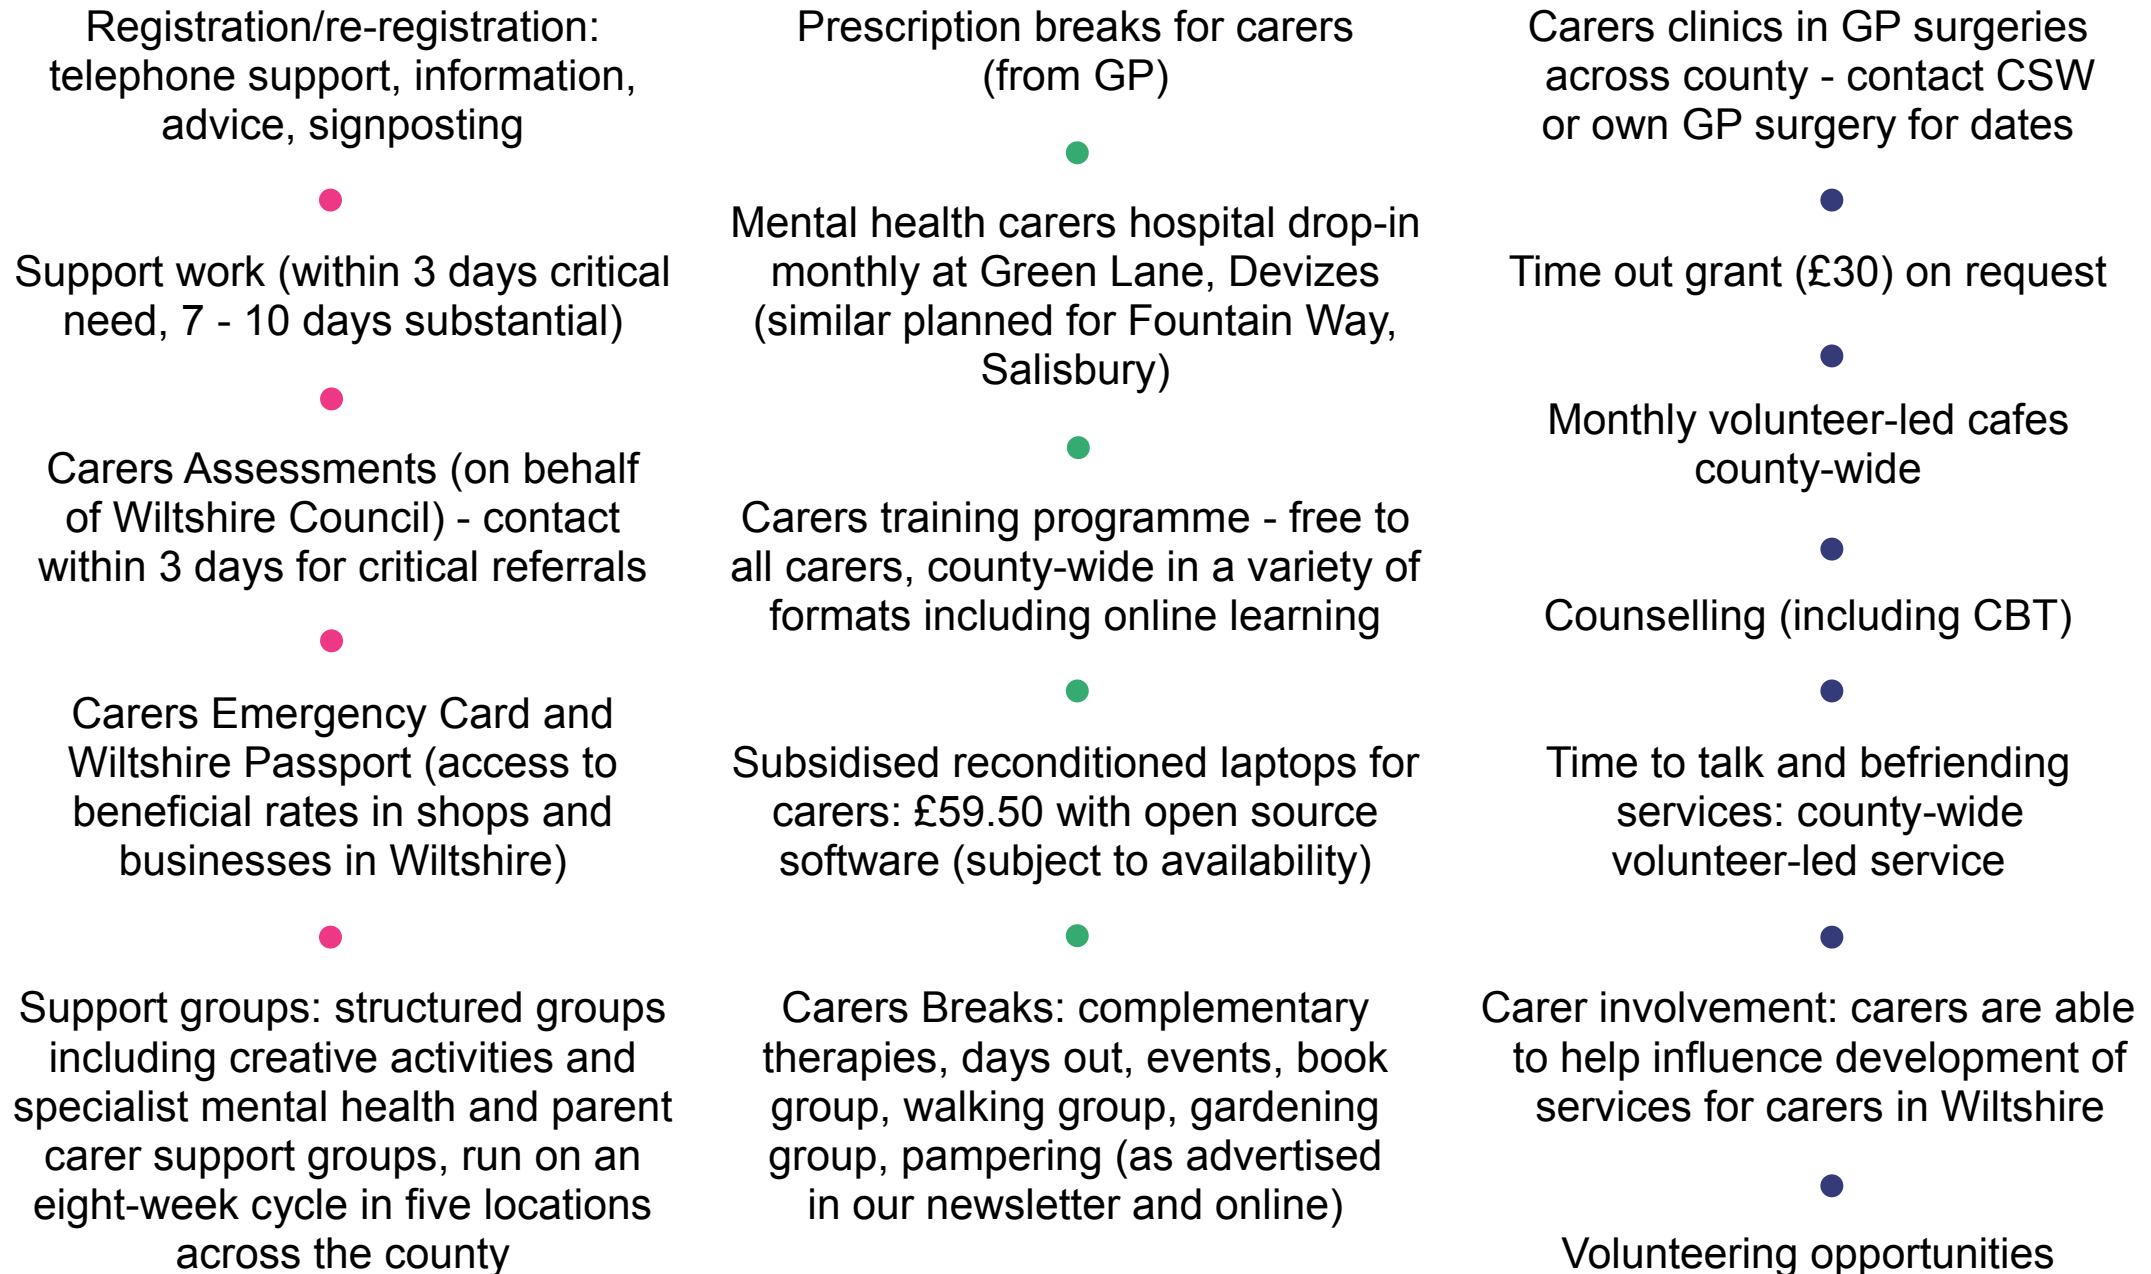 Registration/re-registration:
telephone support, information,
advice, signposting
Support work (within 3 days critical
need, 7 - 10 days substantial)
Carers Assessments (on behalf
of Wiltshire Council) - contact
within 3 days for critical referrals
Carers Emergency Card and
Wiltshire Passport (access to
beneficial rates in shops and
businesses in Wiltshire)
Support groups: structured groups
including creative activities and
specialist mental health and parent
carer support groups, run on an
eight-week cycle in five locations
across the county
Prescription breaks for carers
(from GP)
Mental health carers hospital drop-in
monthly at Green Lane, Devizes
(similar planned for Fountain Way,
Salisbury)
Carers training programme - free to
all carers, county-wide in a variety of
formats including online learning
Subsidised reconditioned laptops for
carers: £59.50 with open source
software (subject to availability)
Carers Breaks: complementary
therapies, days out, events, book
group, walking group, gardening
group, pampering (as advertised
in our newsletter and online)
Carers clinics in GP surgeries
across county - contact CSW
or own GP surgery for dates
Time out grant (£30) on request
Monthly volunteer-led cafes
county-wide
Counselling (including CBT)
Time to talk and befriending
services: county-wide
volunteer-led service
Carer involvement: carers are able
to help influence development of
services for carers in Wiltshire
Volunteering opportunities